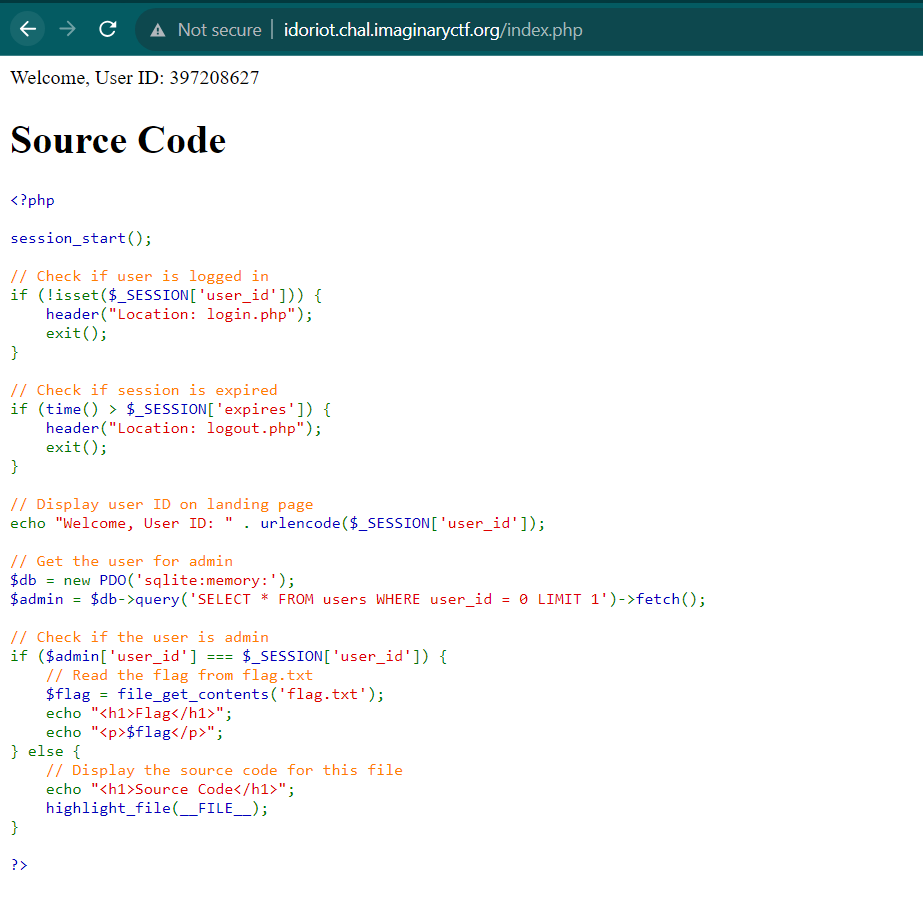 Not secure idoriot.chal.imaginaryctf.org/index.php
Welcome, User ID: 397208627
Source Code
<?php
session_start();
// Check if user is logged in
if (!isset($_SESSION['user_id'])) {
    header("Location: login.php");
    exit();
}
// Check if session is expired
if (time() > $_SESSION['expires']) {
    header("Location: logout.php");
    exit();
}
// Display user ID on landing page
echo "Welcome, User ID: " . urlencode($_SESSION['user_id']);
// Get the user for admin
$db = new PDO('sqlite:memory:');
$admin = $db->query('SELECT * FROM users WHERE user_id = 0 LIMIT 1')->fetch();
// Check if the user is admin
if ($admin['user_id'] === $_SESSION['user_id']) {
    // Read the flag from flag.txt
    $flag = file_get_contents('flag.txt');
    echo "<h1>Flag</h1>";
    echo "<p>$flag</p>";
} else {
    // Display the source code for this file
    echo "<h1>Source Code</h1>";
    highlight_file(__FILE__);
}
?>